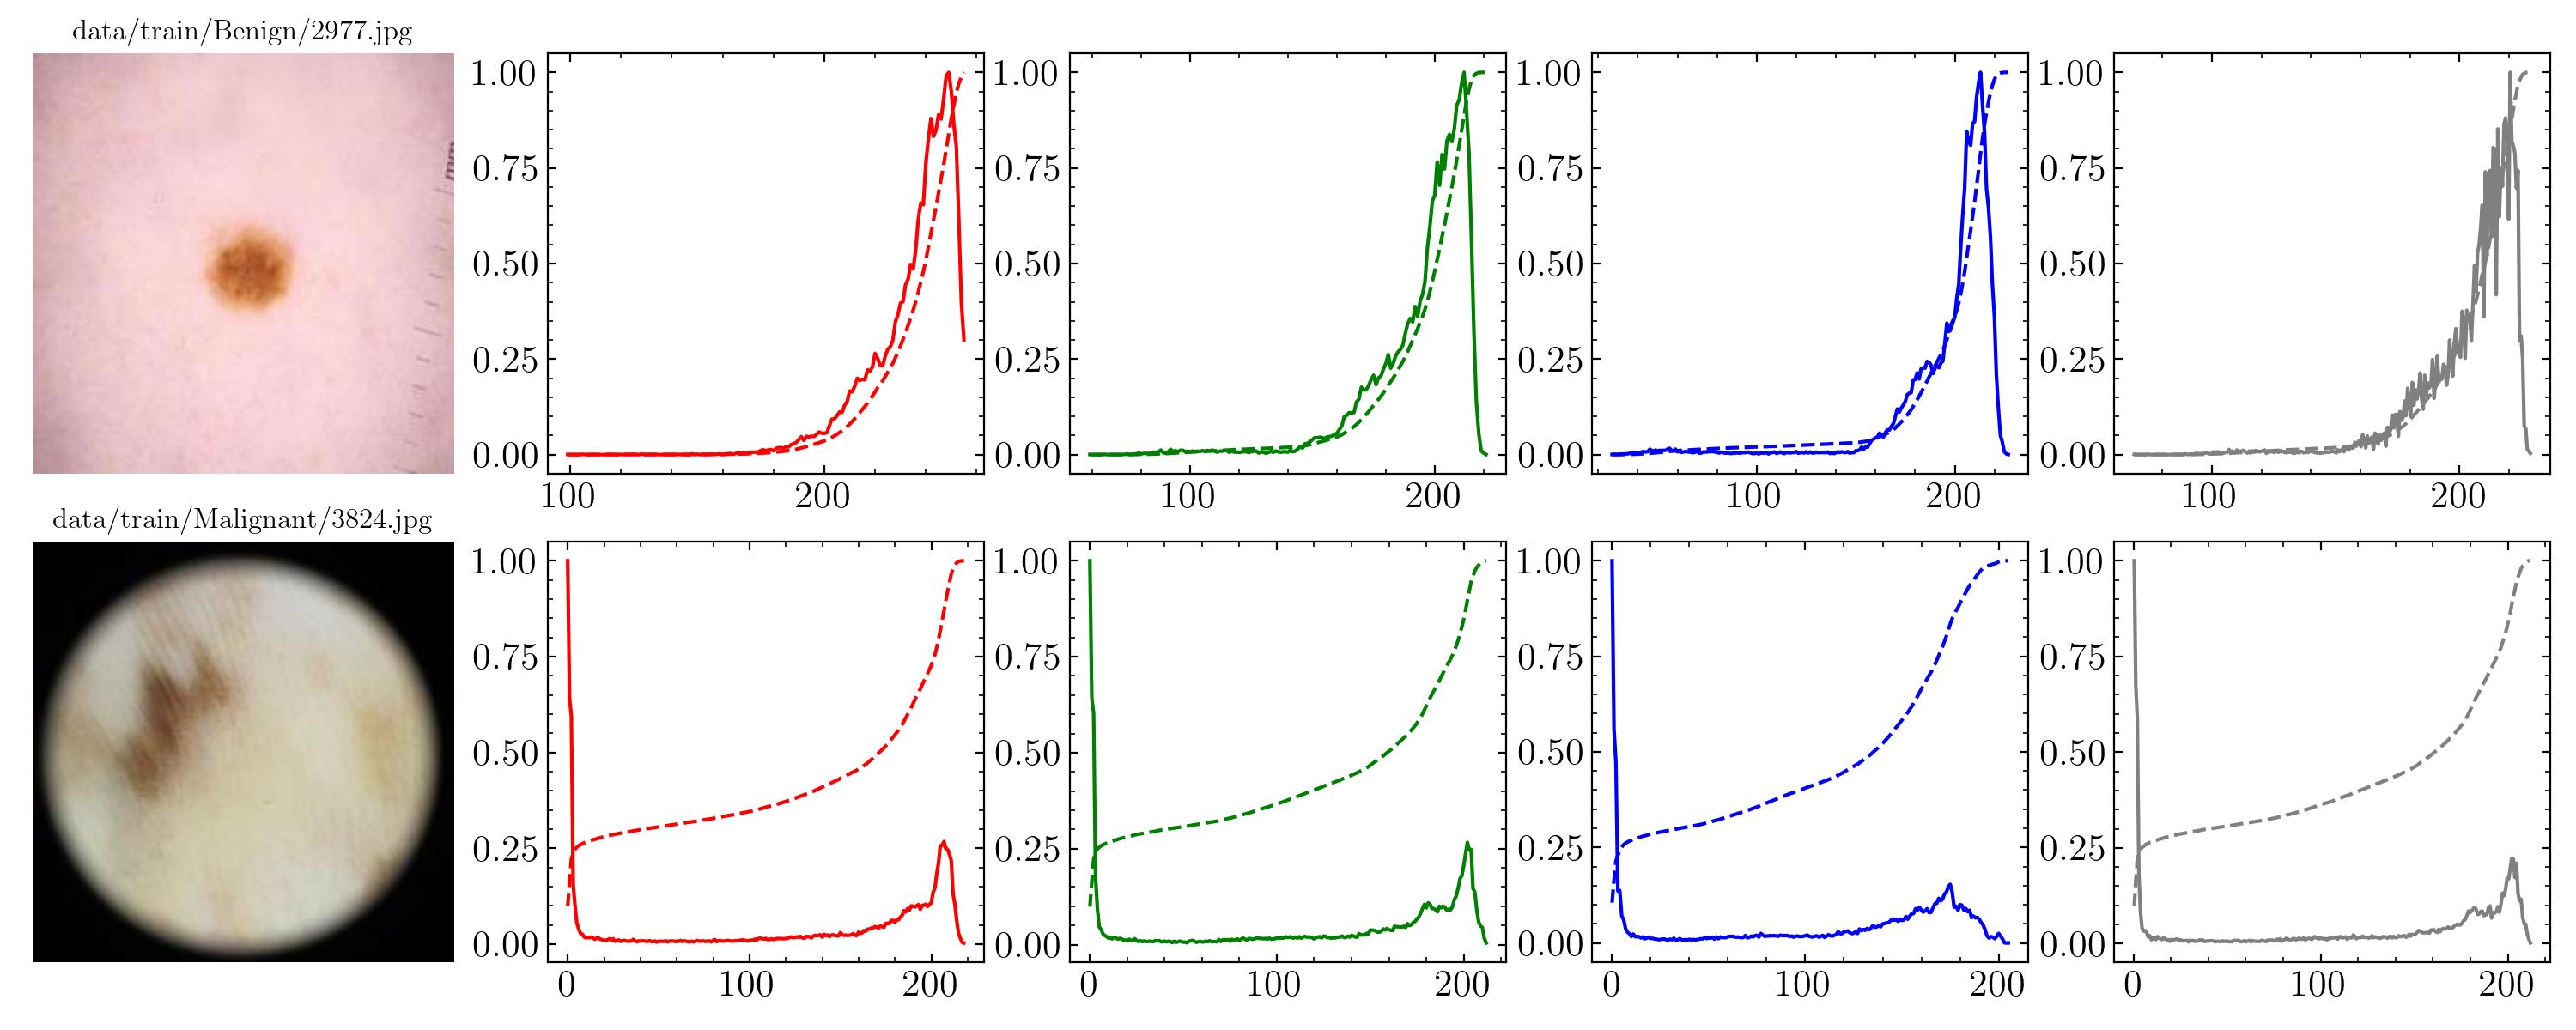 data/train/Benign/2977.jpg
mm
1.00 1.00 1.00 1.00
0.75 0.75 0.75 0.75
0.50 0.50 0.50 0.50
0.25 0.25 0.25 0.25
0.00 0.00 0.00 0.00
100 200 100 200 100 200 100 200
data/train/Malignant/3824.jpg
1.00 1.00 1.00 1.00
0.75 0.75 0.75 0.75
0.50 0.50 0.50 0.50
0.25 0.25 0.25 0.25
0.00 0.00 0.00 0.00
0 100 200 0 100 200 0 100 200 0 100 200